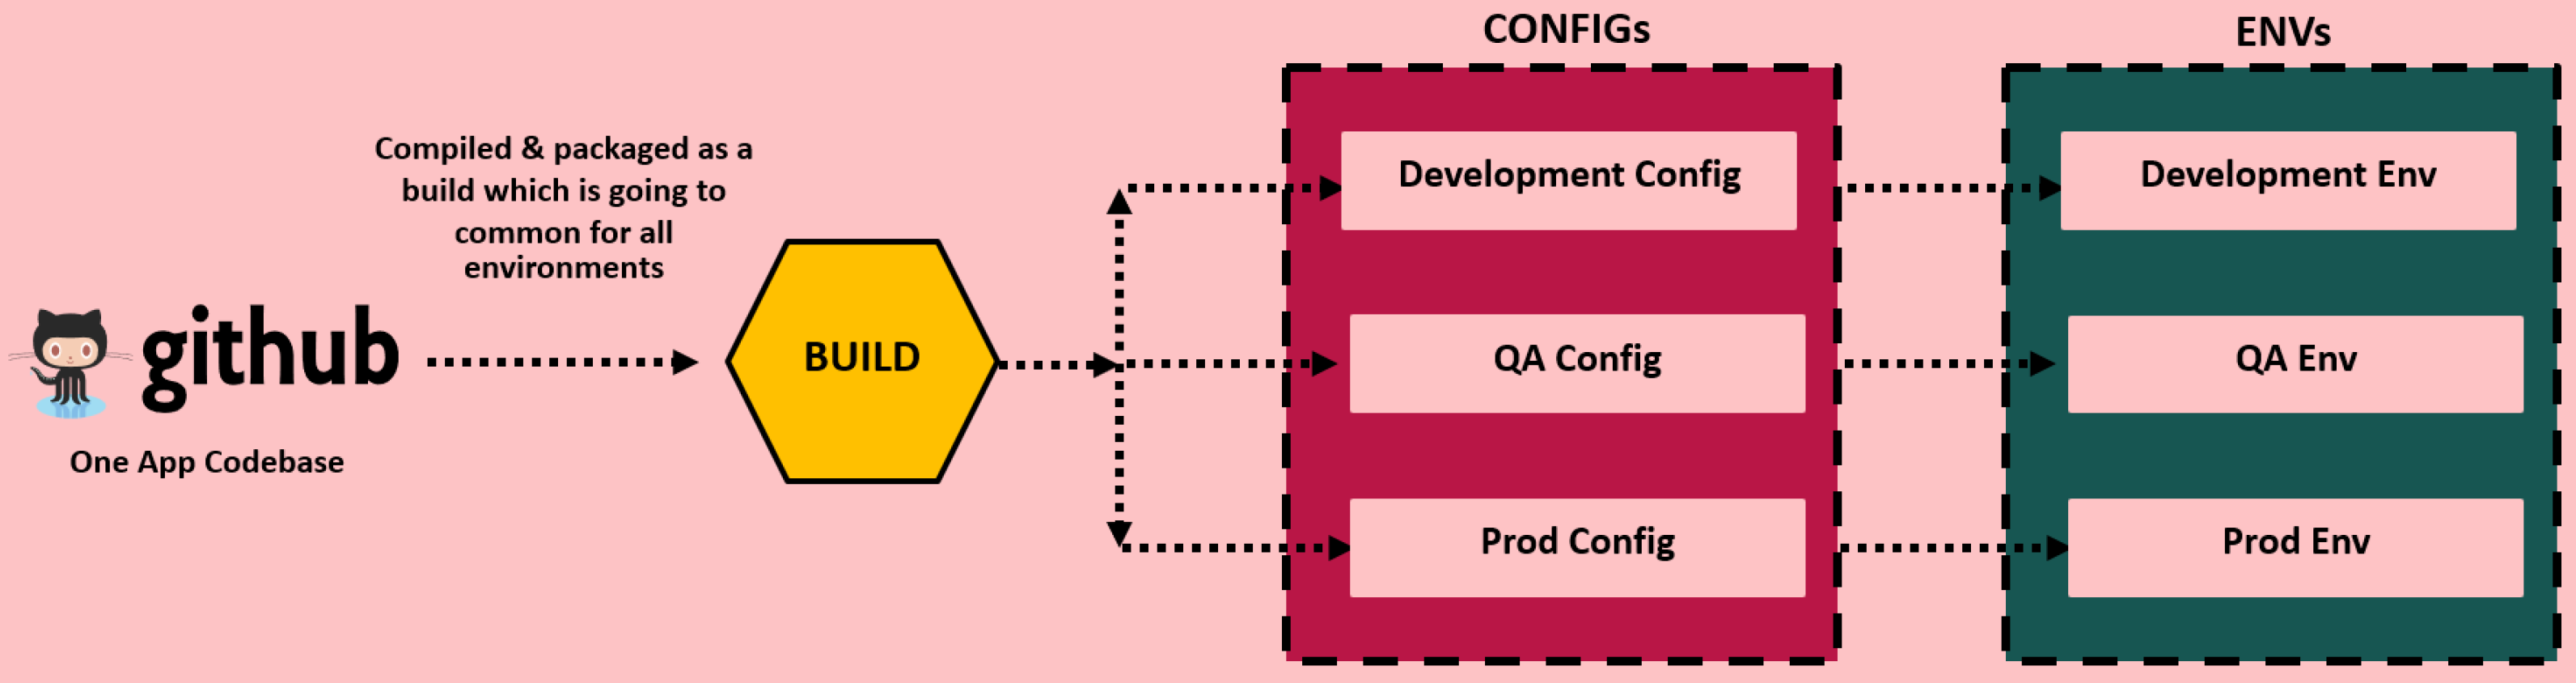 CONFIGs
ENVs
Compiled & packaged as a
build which is going to
common for all
environments
github
One App Codebase
BUILD
Development Config
QA Config
Prod Config
Development Env
QA Env
Prod Env